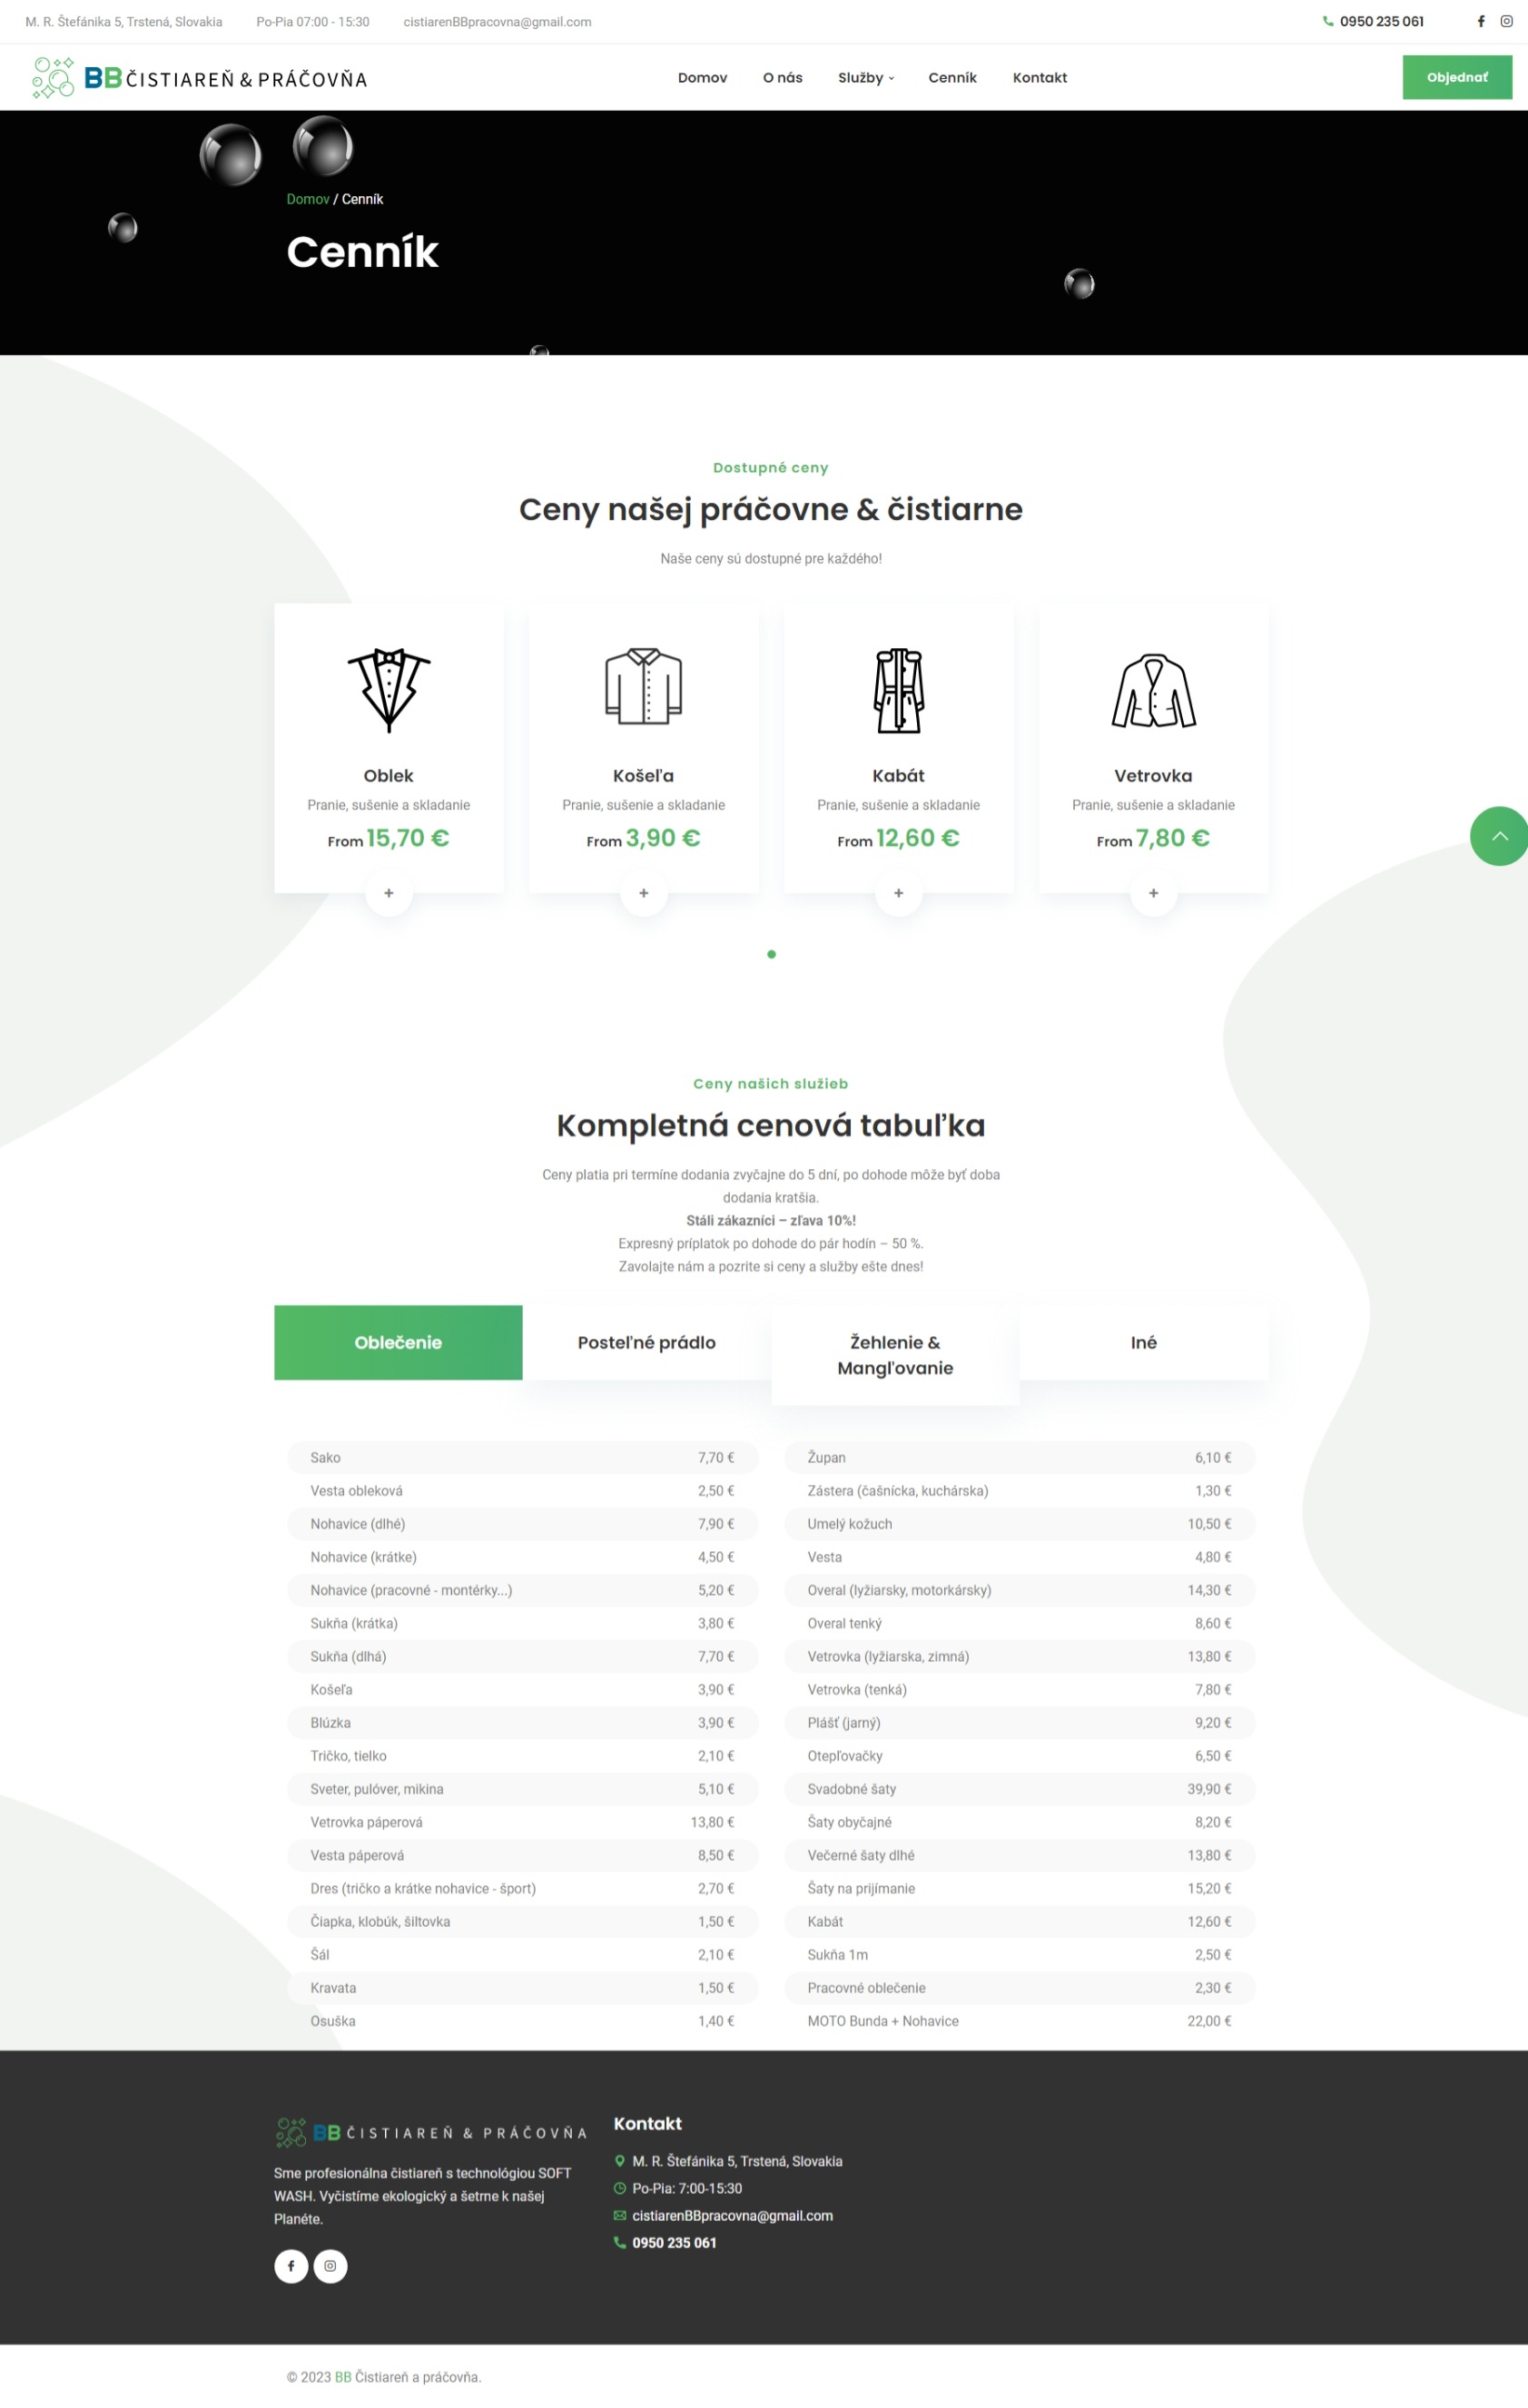 M. R. Štefánika 5, Trstená, Slovakia Po-Pia 07:00 - 15:30 cistiarenBBpracovna@gmail.com 0950 235 061
BB ČISTIAREŇ & PRÁČOVŇA Domov O nás Služby Cenník Kontakt Objednať
Domov / Cenník
Cenník
Dostupné ceny
Ceny našej práčovne & čistiarne
Naše ceny sú dostupné pre každého!
Oblek Košeľa Kabát Vetrovka
Pranie, sušenie a skladanie Pranie, sušenie a skladanie Pranie, sušenie a skladanie Pranie, sušenie a skladanie
From 15,70 € From 3,90 € From 12,60 € From 7,80 €
+ + + +
Ceny našich služieb
Kompletná cenová tabuľka
Ceny platia pri termíne dodania zvyčajne do 5 dní, po dohode môže byť doba
dodania kratšia.
Stáli zákazníci – zľava 10%!
Expresný príplatok po dohode do pár hodín – 50 %.
Zavolajte nám a pozrite si ceny a služby ešte dnes!
Oblečenie Posteľné prádlo Žehlenie & Iné
Mangľovanie
Sako 7,70 € Župan 6,10 €
Vesta obleková 2,50 € Zástera (čašnícka, kuchárska) 1,30 €
Nohavice (dlhé) 7,90 € Umelý kožuch 10,50 €
Nohavice (krátke) 4,50 € Vesta 4,80 €
Nohavice (pracovné - montérky...) 5,20 € Overal (lyžiarsky, motorkársky) 14,30 €
Sukňa (krátka) 3,80 € Overal tenký 8,60 €
Sukňa (dlhá) 7,70 € Vetrovka (lyžiarska, zimná) 13,80 €
Košeľa 3,90 € Vetrovka (tenká) 7,80 €
Blúzka 3,90 € Plášť (jarný) 9,20 €
Tričko, tielko 2,10 € Otepľovačky 6,50 €
Sveter, pulóver, mikina 5,10 € Svadobné šaty 39,90 €
Vetrovka páperová 13,80 € Šaty obyčajné 8,20 €
Vesta páperová 8,50 € Večerné šaty dlhé 13,80 €
Dres (tričko a krátke nohavice - šport) 2,70 € Šaty na prijímanie 15,20 €
Čiapka, klobúk, šiltovka 1,50 € Kabát 12,60 €
Šál 2,10 € Sukňa 1m 2,50 €
Kravata 1,50 € Pracovné oblečenie 2,30 €
Osuška 1,40 € MOTO Bunda + Nohavice 22,00 €
BB ČISTIAREŇ & PRÁČOVŇA
Sme profesionálna čistiareň s technológiou SOFT
WASH. Vyčistíme ekologický a šetrne k našej
Planéte.
Kontakt
M. R. Štefánika 5, Trstená, Slovakia
Po-Pia: 7:00-15:30
cistiarenBBpracovna@gmail.com
0950 235 061
© 2023 BB Čistiareň a práčovňa.